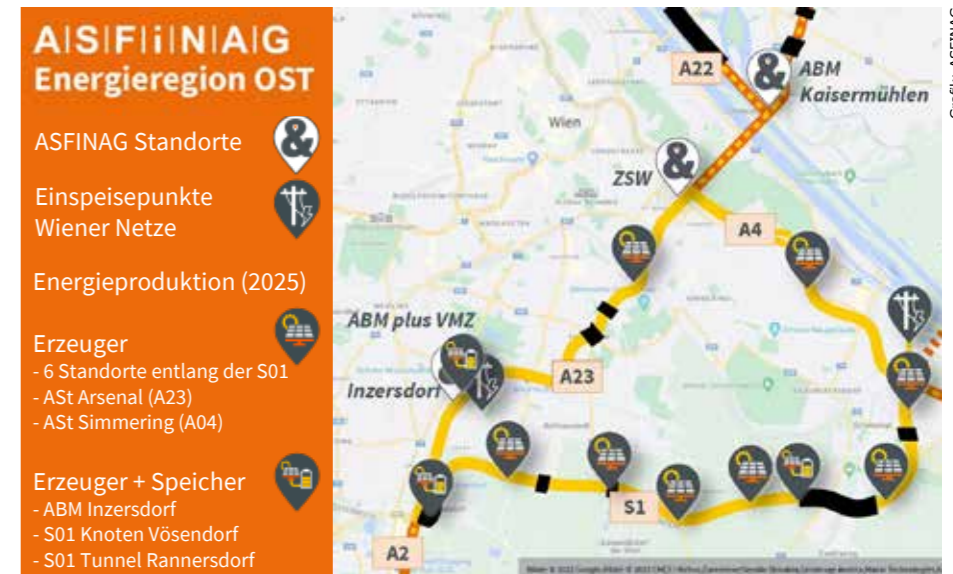 A|S|F|i|N|A|G
Energieregion OST
ASFINAG Standorte
Einspeisepunkte
Wiener Netze
Energieproduktion (2025)
Erzeuger
- 6 Standorte entlang der S01
- ASt Arsenal (A23)
- ASt Simmering (A04)
Erzeuger + Speicher
- ABM Inzersdorf
- S01 Knoten Vösendorf
- S01 Tunnel Rannersdorf
A22
ABM
Kaisermühlen
Wien
ZSW
A4
ABM plus VMZ
Inzersdorf
A23
S1
A2
Grafik: ASFINAG